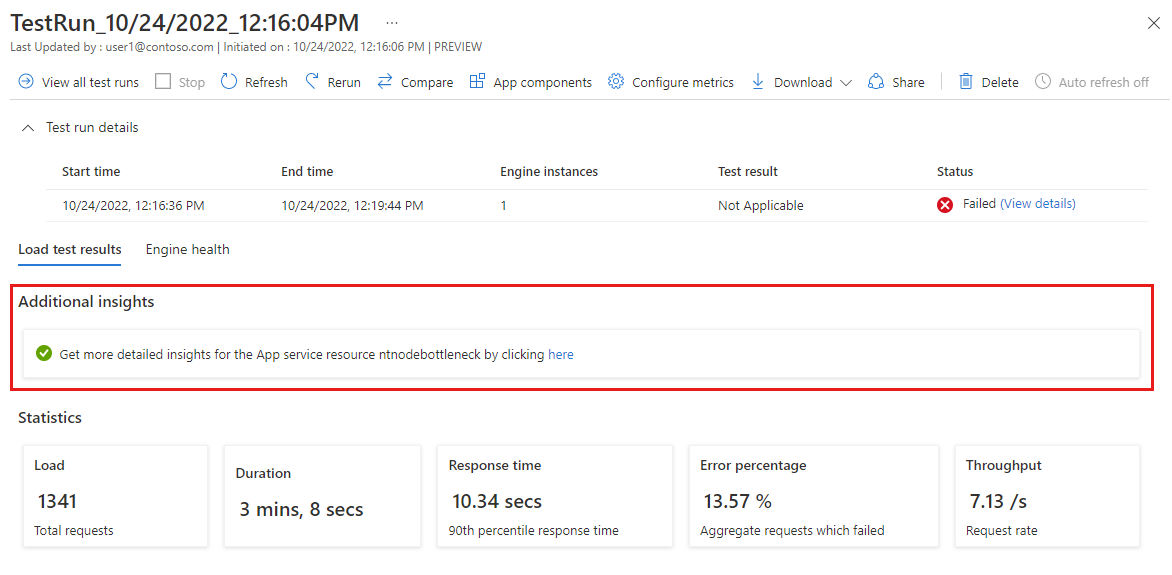 TestRun_10/24/2022_12:16:04PM ...
Last Updated by : user1@contoso.com | Initiated on : 10/24/2022, 12:16:06 PM | PREVIEW
View all test runs Stop Refresh Rerun Compare App components Configure metrics Download Share Delete Auto refresh off
Test run details
Start time End time Engine instances Test result Status
10/24/2022, 12:16:36 PM 10/24/2022, 12:19:44 PM 1 Not Applicable Failed (View details)
Load test results Engine health
Additional insights
Get more detailed insights for the App service resource ntnodebottleneck by clicking here
Statistics
Load
1341
Total requests
Duration
3 mins, 8 secs
Response time
10.34 secs
90th percentile response time
Error percentage
13.57 %
Aggregate requests which failed
Throughput
7.13 /s
Request rate